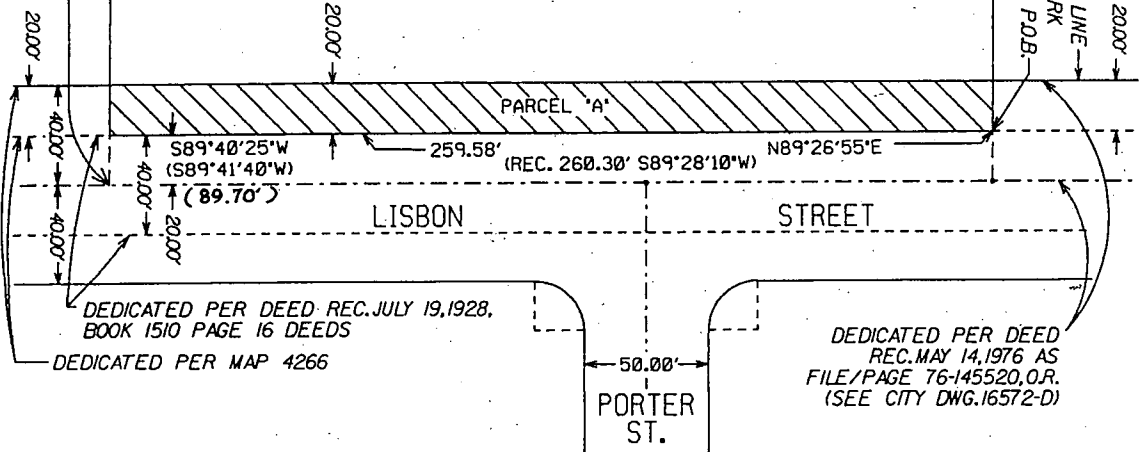 20.00'
20.00'
LINE
RK
P.O.B.
20.00'
PARCEL "A"
40.00'
S89°40'25"W
(S89°41'40"W)
(89.70')
40.00'
259.58'
(REC. 260.30' S89°28'10"W)
N89°26'55"E
LISBON STREET
40.00'
20.00'
DEDICATED PER DEED REC. JULY 19, 1928,
BOOK 1510 PAGE 16 DEEDS
DEDICATED PER MAP 4266
50.00'
PORTER
ST.
DEDICATED PER DEED
REC. MAY 14, 1976 AS
FILE/PAGE 76-145520, O.R.
(SEE CITY DWG. 16572-D)